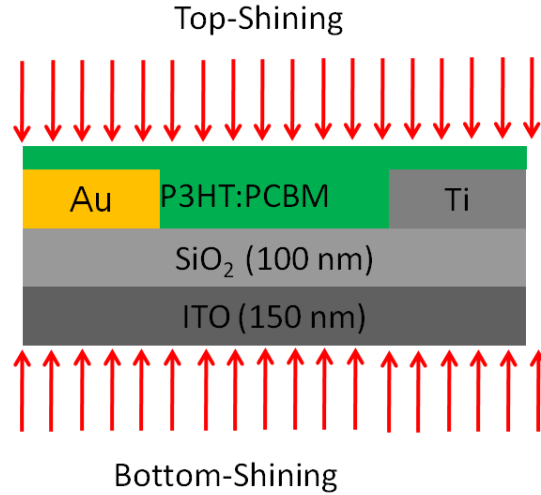 Top-Shining
Au P3HT:PCBM Ti
SiO₂ (100 nm)
ITO (150 nm)
Bottom-Shining